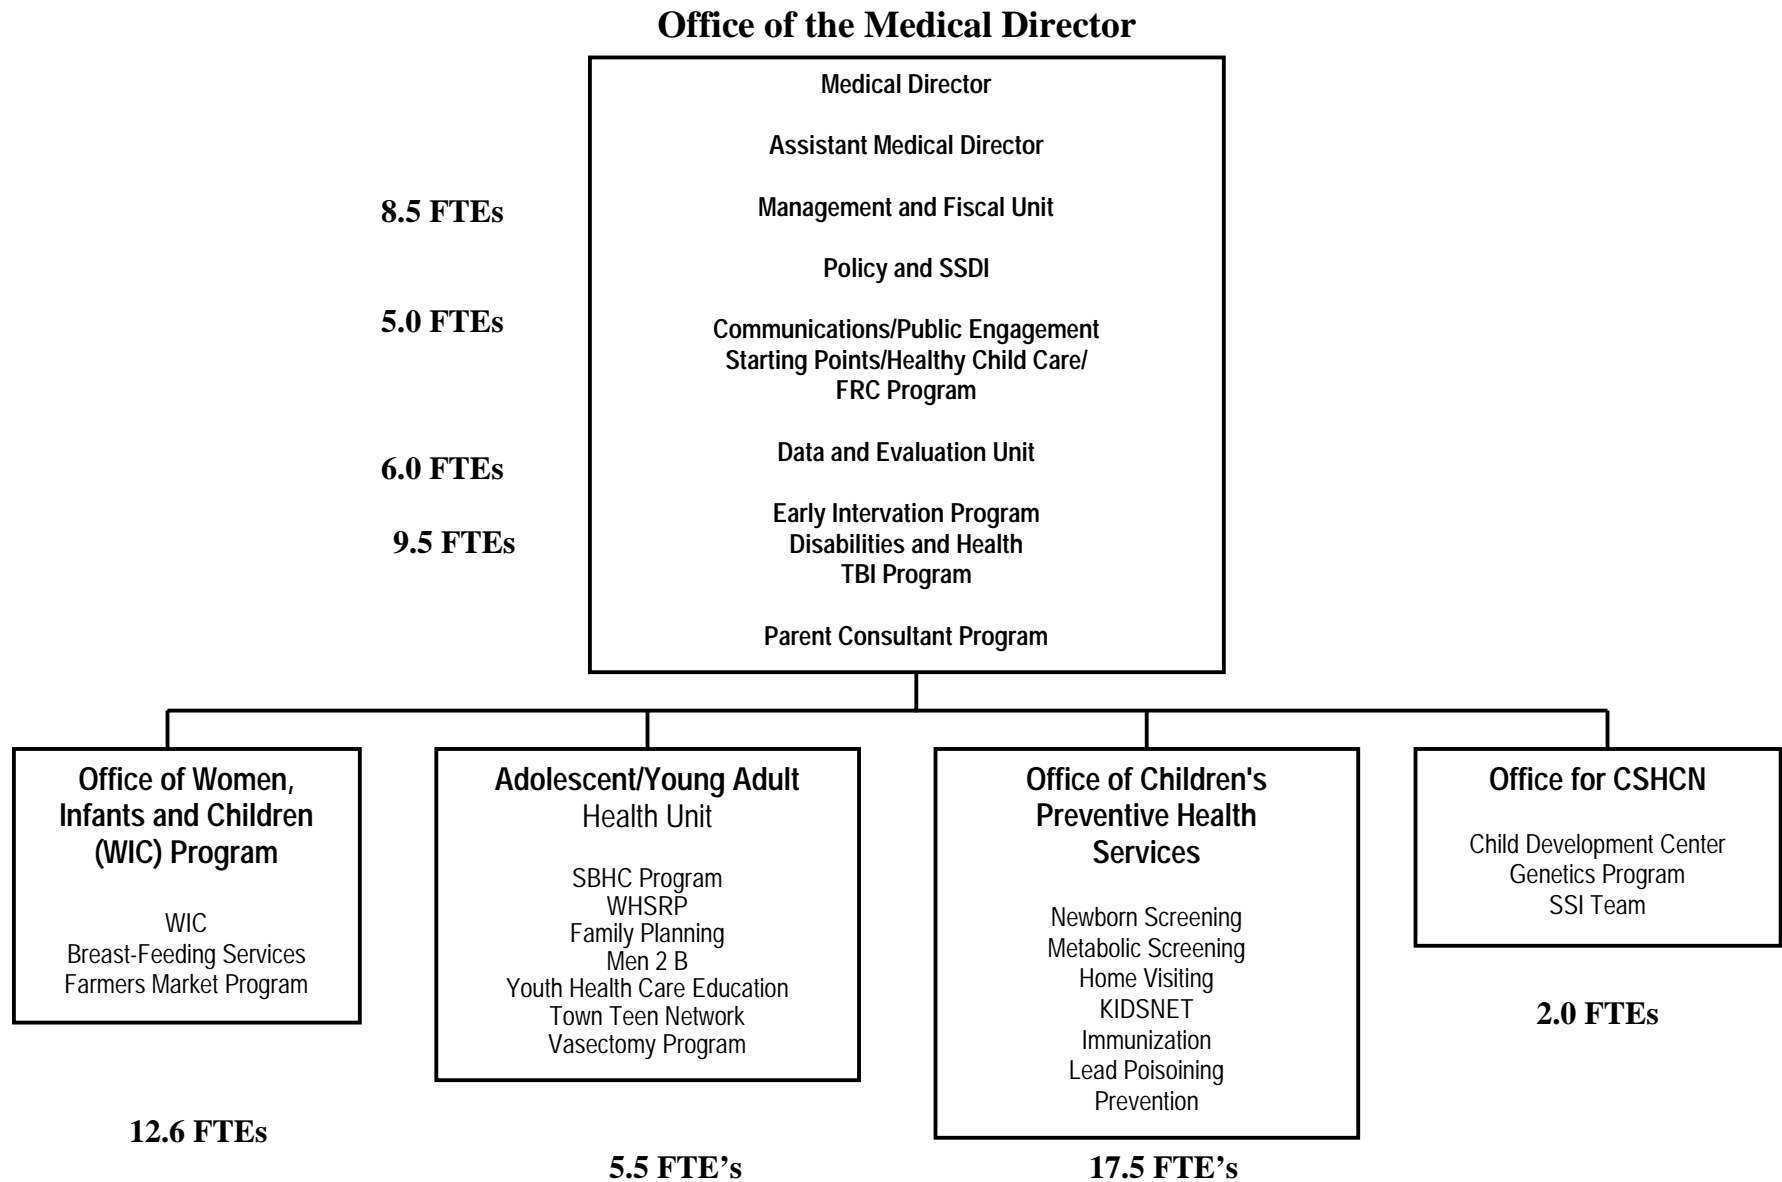 Office of the Medical Director
Medical Director
Assistant Medical Director
8.5 FTEs
Management and Fiscal Unit
Policy and SSDI
5.0 FTEs
Communications/Public Engagement
Starting Points/Healthy Child Care/
FRC Program
6.0 FTEs
Data and Evaluation Unit
9.5 FTEs
Early Intervation Program
Disabilities and Health
TBI Program
Parent Consultant Program
Office of Women,
Infants and Children
(WIC) Program
WIC
Breast-Feeding Services
Farmers Market Program
12.6 FTEs
Adolescent/Young Adult
Health Unit
SBHC Program
WHSRP
Family Planning
Men 2 B
Youth Health Care Education
Town Teen Network
Vasectomy Program
5.5 FTE’s
Office of Children's
Preventive Health
Services
Newborn Screening
Metabolic Screening
Home Visiting
KIDSNET
Immunization
Lead Poisoining
Prevention
17.5 FTE’s
Office for CSHCN
Child Development Center
Genetics Program
SSI Team
2.0 FTEs